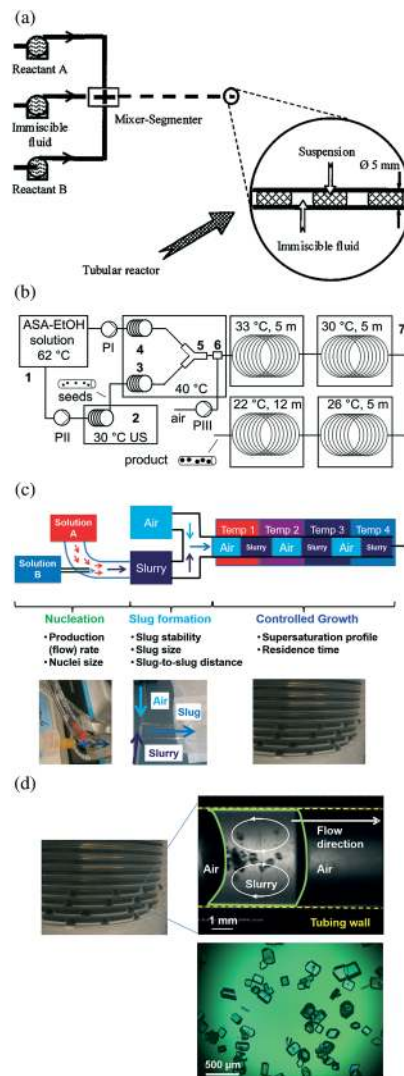 (a)
Reactant A
Immiscible
fluid
Mixer-Segmenter
Reactant B
Suspension
Ø 5 mm
Immiscible fluid
Tubular reactor
(b)
ASA-EtOH
solution
62 °C
1
PI
4
3
5
6
40 °C
33 °C, 5 m
30 °C, 5 m
7
seeds
PII
2
30 °C US
air
PIII
22 °C, 12 m
26 °C, 5 m
product
(c)
Solution
A
Solution
B
Air
Slurry
Temp 1
Temp 2
Temp 3
Temp 4
Air
Slurry
Air
Slurry
Air
Slurry
Nucleation
• Production
(flow) rate
• Nuclei size
Slug formation
• Slug stability
• Slug size
• Slug-to-slug distance
Controlled Growth
• Supersaturation profile
• Residence time
Air
Slug
Slurry
(d)
Flow
direction
Air
Slurry
Air
1 mm
Tubing wall
500 µm